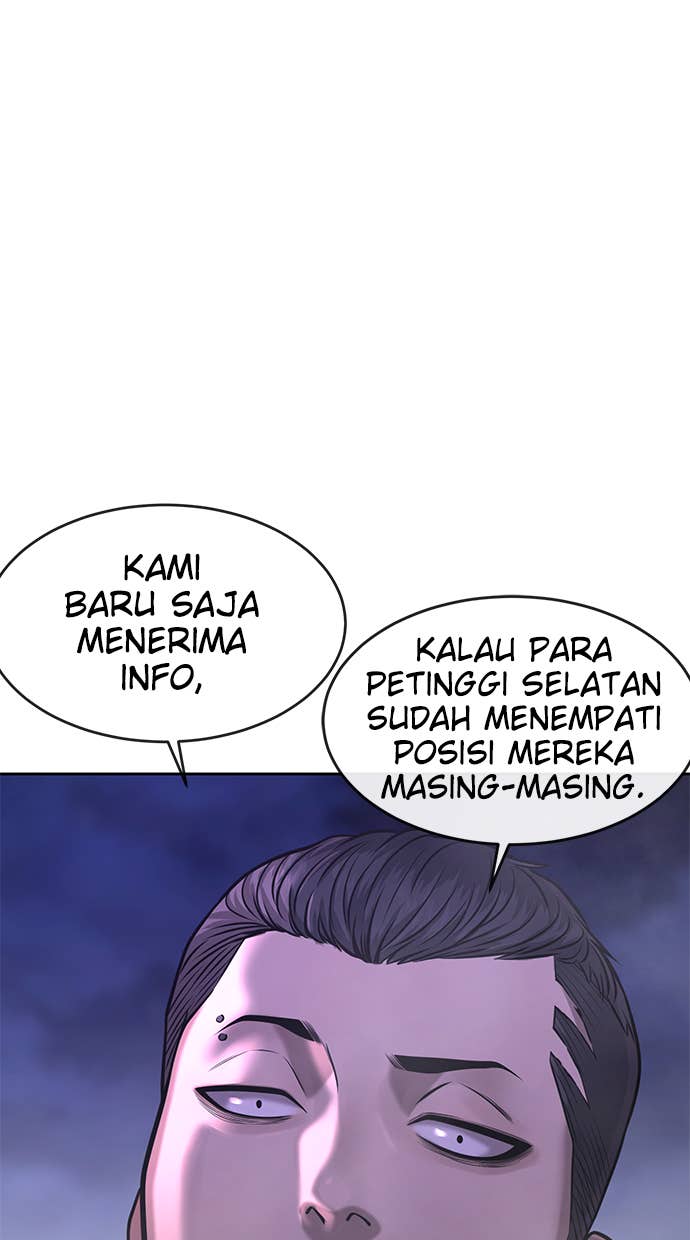 KAMI
BARU SAJA
MENERIMA
INFO,
KALAU PARA
PETINGGI SELATAN
SUDAH MENEMPATI
POSISI MEREKA
MASING-MASING.